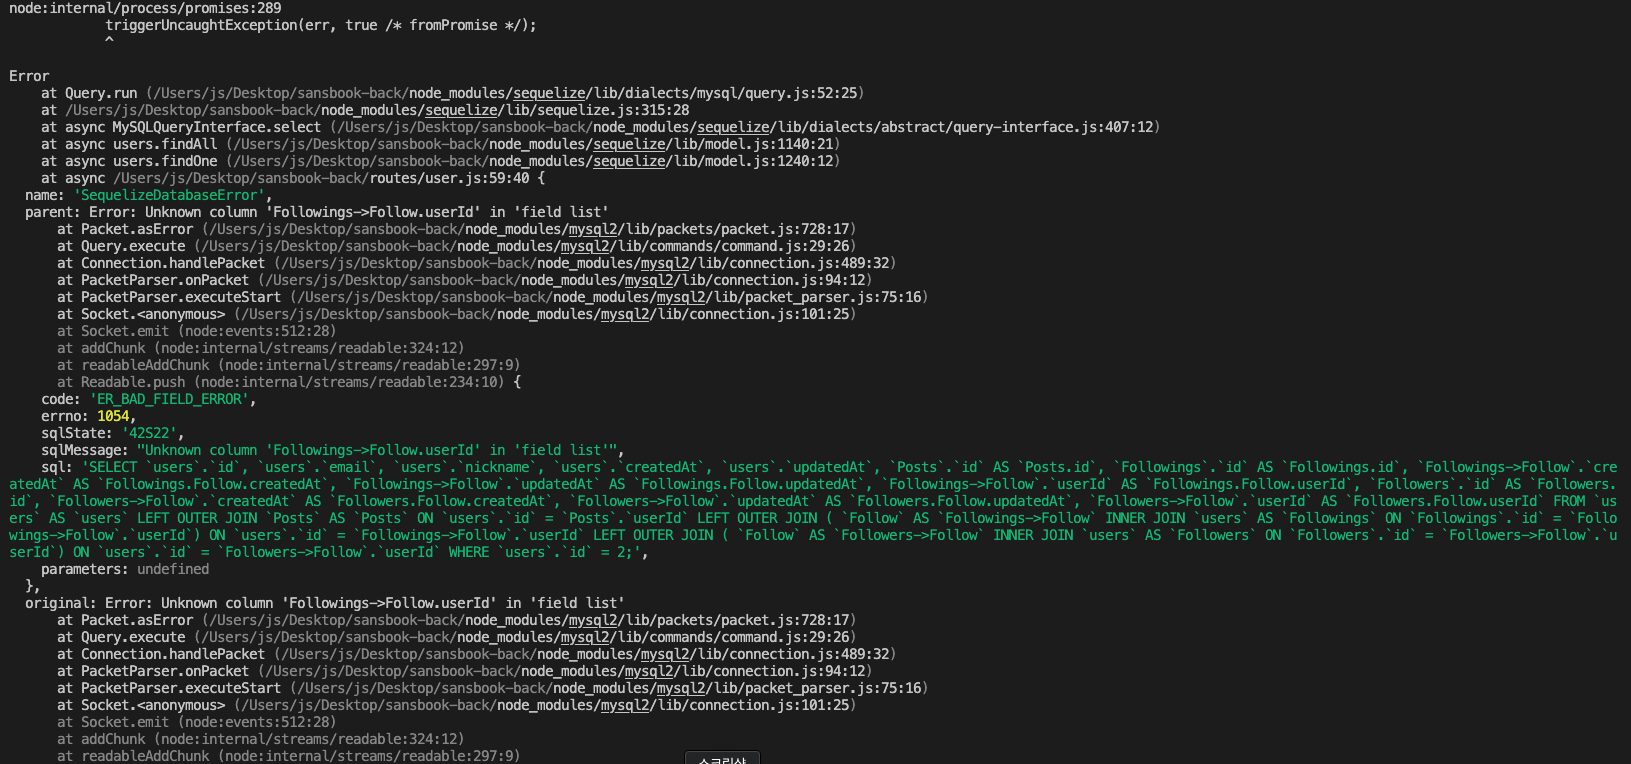 node:internal/process/promises:289
            triggerUncaughtException(err, true /* fromPromise */);
            ^
Error
    at Query.run (/Users/js/Desktop/sansbook-back/node_modules/sequelize/lib/dialects/mysql/query.js:52:25)
    at /Users/js/Desktop/sansbook-back/node_modules/sequelize/lib/sequelize.js:315:28
    at async MySQLQueryInterface.select (/Users/js/Desktop/sansbook-back/node_modules/sequelize/lib/dialects/abstract/query-interface.js:407:12)
    at async users.findAll (/Users/js/Desktop/sansbook-back/node_modules/sequelize/lib/model.js:1140:21)
    at async users.findOne (/Users/js/Desktop/sansbook-back/node_modules/sequelize/lib/model.js:1240:12)
    at async /Users/js/Desktop/sansbook-back/routes/user.js:59:40 {
  name: 'SequelizeDatabaseError',
  parent: Error: Unknown column 'Followings->Follow.userId' in 'field list'
      at Packet.asError (/Users/js/Desktop/sansbook-back/node_modules/mysql2/lib/packets/packet.js:728:17)
      at Query.execute (/Users/js/Desktop/sansbook-back/node_modules/mysql2/lib/commands/command.js:29:26)
      at Connection.handlePacket (/Users/js/Desktop/sansbook-back/node_modules/mysql2/lib/connection.js:489:32)
      at PacketParser.onPacket (/Users/js/Desktop/sansbook-back/node_modules/mysql2/lib/connection.js:94:12)
      at PacketParser.executeStart (/Users/js/Desktop/sansbook-back/node_modules/mysql2/lib/packet_parser.js:75:16)
      at Socket.<anonymous> (/Users/js/Desktop/sansbook-back/node_modules/mysql2/lib/connection.js:101:25)
      at Socket.emit (node:events:512:28)
      at addChunk (node:internal/streams/readable:324:12)
      at readableAddChunk (node:internal/streams/readable:297:9)
      at Readable.push (node:internal/streams/readable:234:10) {
    code: 'ER_BAD_FIELD_ERROR',
    errno: 1054,
    sqlState: '42S22',
    sqlMessage: "Unknown column 'Followings->Follow.userId' in 'field list'",
    sql: 'SELECT `users`.`id`, `users`.`email`, `users`.`nickname`, `users`.`createdAt`, `users`.`updatedAt`, `Posts`.`id` AS `Posts.id`, `Followings`.`id` AS `Followings.id`, `Followings->Follow`.`cre
atedAt` AS `Followings.Follow.createdAt`, `Followings->Follow`.`updatedAt` AS `Followings.Follow.updatedAt`, `Followings->Follow`.`userId` AS `Followings.Follow.userId`, `Followers`.`id` AS `Followers.
id`, `Followers->Follow`.`createdAt` AS `Followers.Follow.createdAt`, `Followers->Follow`.`updatedAt` AS `Followers.Follow.updatedAt`, `Followers->Follow`.`userId` AS `Followers.Follow.userId` FROM `us
ers` AS `users` LEFT OUTER JOIN `Posts` AS `Posts` ON `users`.`id` = `Posts`.`userId` LEFT OUTER JOIN ( `Follow` AS `Followings->Follow` INNER JOIN `users` AS `Followings` ON `Followings`.`id` = `Follo
wings->Follow`.`userId`) ON `users`.`id` = `Followings->Follow`.`userId` LEFT OUTER JOIN ( `Follow` AS `Followers->Follow` INNER JOIN `users` AS `Followers` ON `Followers`.`id` = `Followers->Follow`.`u
serId`) ON `users`.`id` = `Followers->Follow`.`userId` WHERE `users`.`id` = 2;',
    parameters: undefined
  },
  original: Error: Unknown column 'Followings->Follow.userId' in 'field list'
      at Packet.asError (/Users/js/Desktop/sansbook-back/node_modules/mysql2/lib/packets/packet.js:728:17)
      at Query.execute (/Users/js/Desktop/sansbook-back/node_modules/mysql2/lib/commands/command.js:29:26)
      at Connection.handlePacket (/Users/js/Desktop/sansbook-back/node_modules/mysql2/lib/connection.js:489:32)
      at PacketParser.onPacket (/Users/js/Desktop/sansbook-back/node_modules/mysql2/lib/connection.js:94:12)
      at PacketParser.executeStart (/Users/js/Desktop/sansbook-back/node_modules/mysql2/lib/packet_parser.js:75:16)
      at Socket.<anonymous> (/Users/js/Desktop/sansbook-back/node_modules/mysql2/lib/connection.js:101:25)
      at Socket.emit (node:events:512:28)
      at addChunk (node:internal/streams/readable:324:12)
      at readableAddChunk (node:internal/streams/readable:297:9)